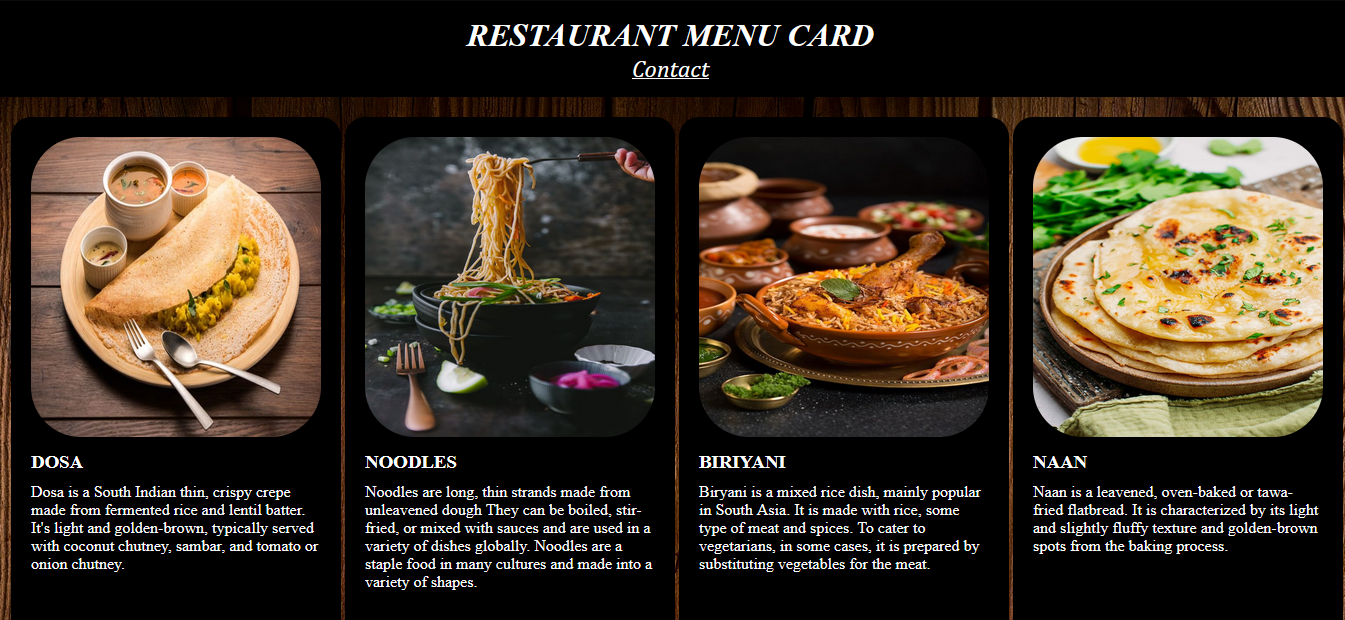 RESTAURANT MENU CARD
Contact
DOSA
Dosa is a South Indian thin, crispy crepe
made from fermented rice and lentil batter.
It's light and golden-brown, typically served
with coconut chutney, sambar, and tomato or
onion chutney.
NOODLES
Noodles are long, thin strands made from
unleavened dough They can be boiled, stir-
fried, or mixed with sauces and are used in a
variety of dishes globally. Noodles are a
staple food in many cultures and made into a
variety of shapes.
BIRIYANI
Biryani is a mixed rice dish, mainly popular
in South Asia. It is made with rice, some
type of meat and spices. To cater to
vegetarians, in some cases, it is prepared by
substituting vegetables for the meat.
NAAN
Naan is a leavened, oven-baked or tawa-
fried flatbread. It is characterized by its light
and slightly fluffy texture and golden-brown
spots from the baking process.